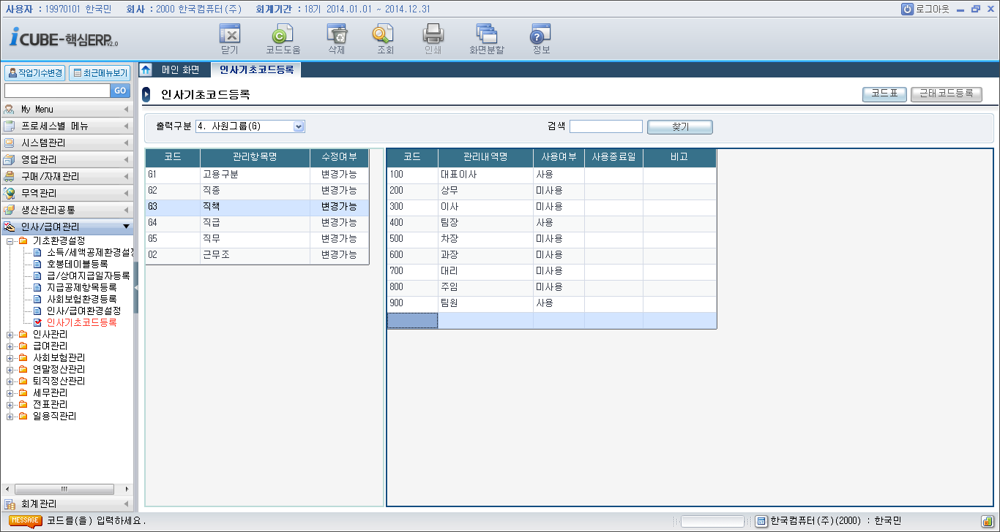 사용자 : 19970101 한국민 회사 : 2000 한국컴퓨터(주) 회계기간 : 18기 2014.01.01 ~ 2014.12.31 로그아웃
iCUBE-핵심ERP v2.0
닫기 코드도움 삭제 조회 인쇄 화면분할 정보
작업기수변경 최근메뉴보기 메인 화면 인사기초코드등록
GO
인사기초코드등록 코드표 근태코드등록
My Menu
프로세스별 메뉴
시스템관리
영업관리
구매/자재관리
무역관리
생산관리공통
인사/급여관리
기초환경설정
소득/세액공제환경설정
호봉테이블등록
급/상여지급일자등록
지급공제항목등록
사회보험환경등록
인사/급여환경설정
인사기초코드등록
인사관리
급여관리
사회보험관리
연말정산관리
퇴직정산관리
세무관리
전표관리
일용직관리
회계관리
출력구분 4. 사원그룹(G) 검색 찾기
코드 관리항목명 수정여부
G1 고용구분 변경가능
G2 직종 변경가능
G3 직책 변경가능
G4 직급 변경가능
G5 직무 변경가능
02 근무조 변경가능
코드 관리내역명 사용여부 사용종료일 비고
100 대표이사 사용
200 상무 미사용
300 이사 미사용
400 팀장 사용
500 차장 미사용
600 과장 미사용
700 대리 미사용
800 주임 미사용
900 팀원 사용
MESSAGE 코드를(을) 입력하세요. 한국컴퓨터(주)(2000) : 한국민